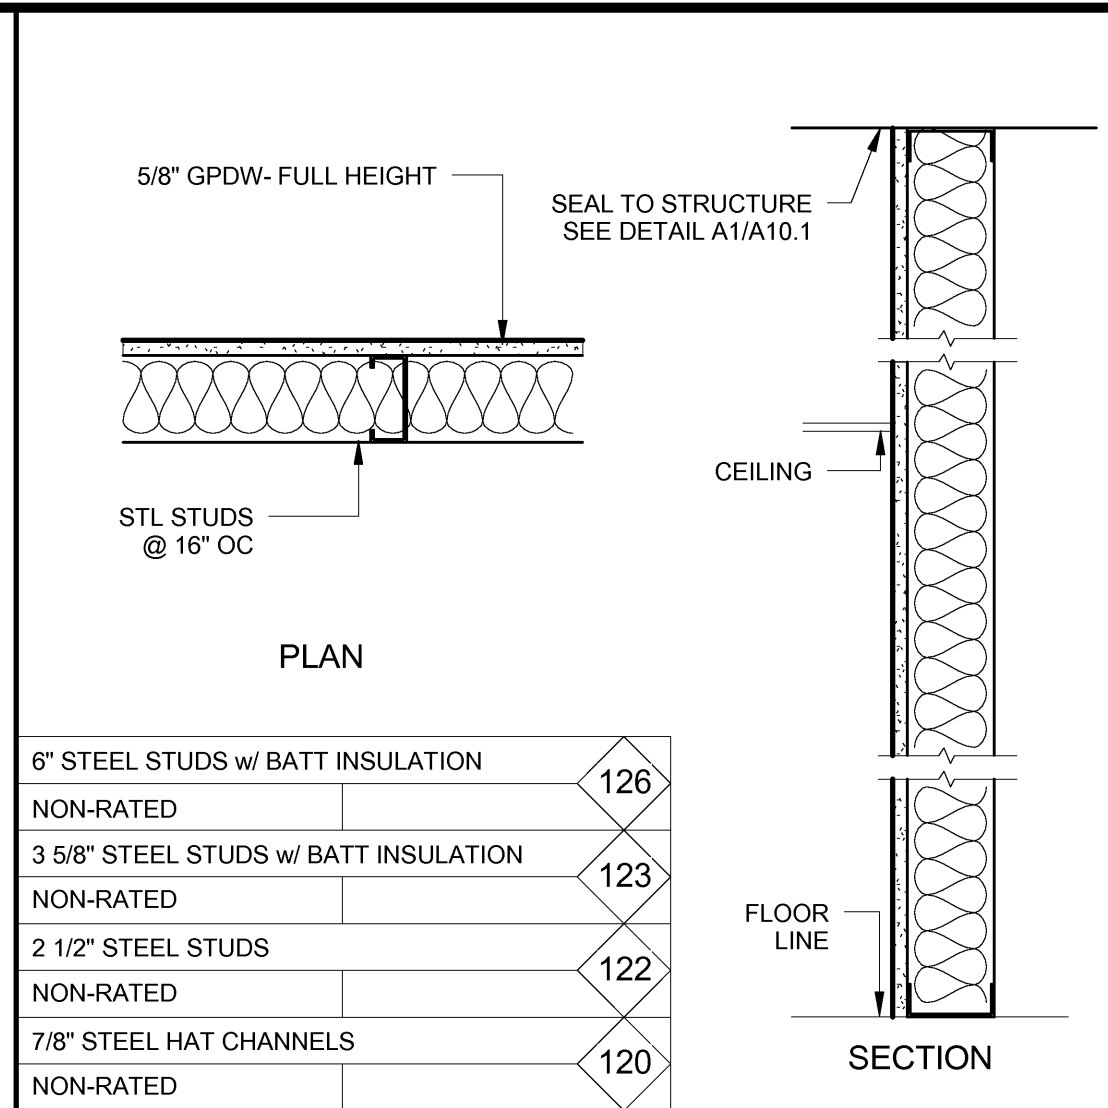 5/8" GPDW- FULL HEIGHT
SEAL TO STRUCTURE
SEE DETAIL A1/A10.1
CEILING
STL STUDS
@ 16" OC
PLAN
6" STEEL STUDS w/ BATT INSULATION
126
NON-RATED
3 5/8" STEEL STUDS w/ BATT INSULATION
123
NON-RATED
2 1/2" STEEL STUDS
122
NON-RATED
7/8" STEEL HAT CHANNELS
120
NON-RATED
FLOOR
LINE
SECTION